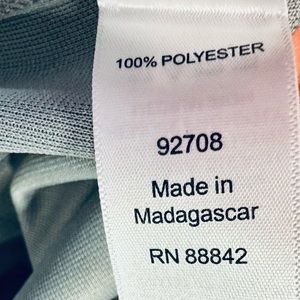 100% POLYESTER
92708
Made in
Madagascar
RN 88842